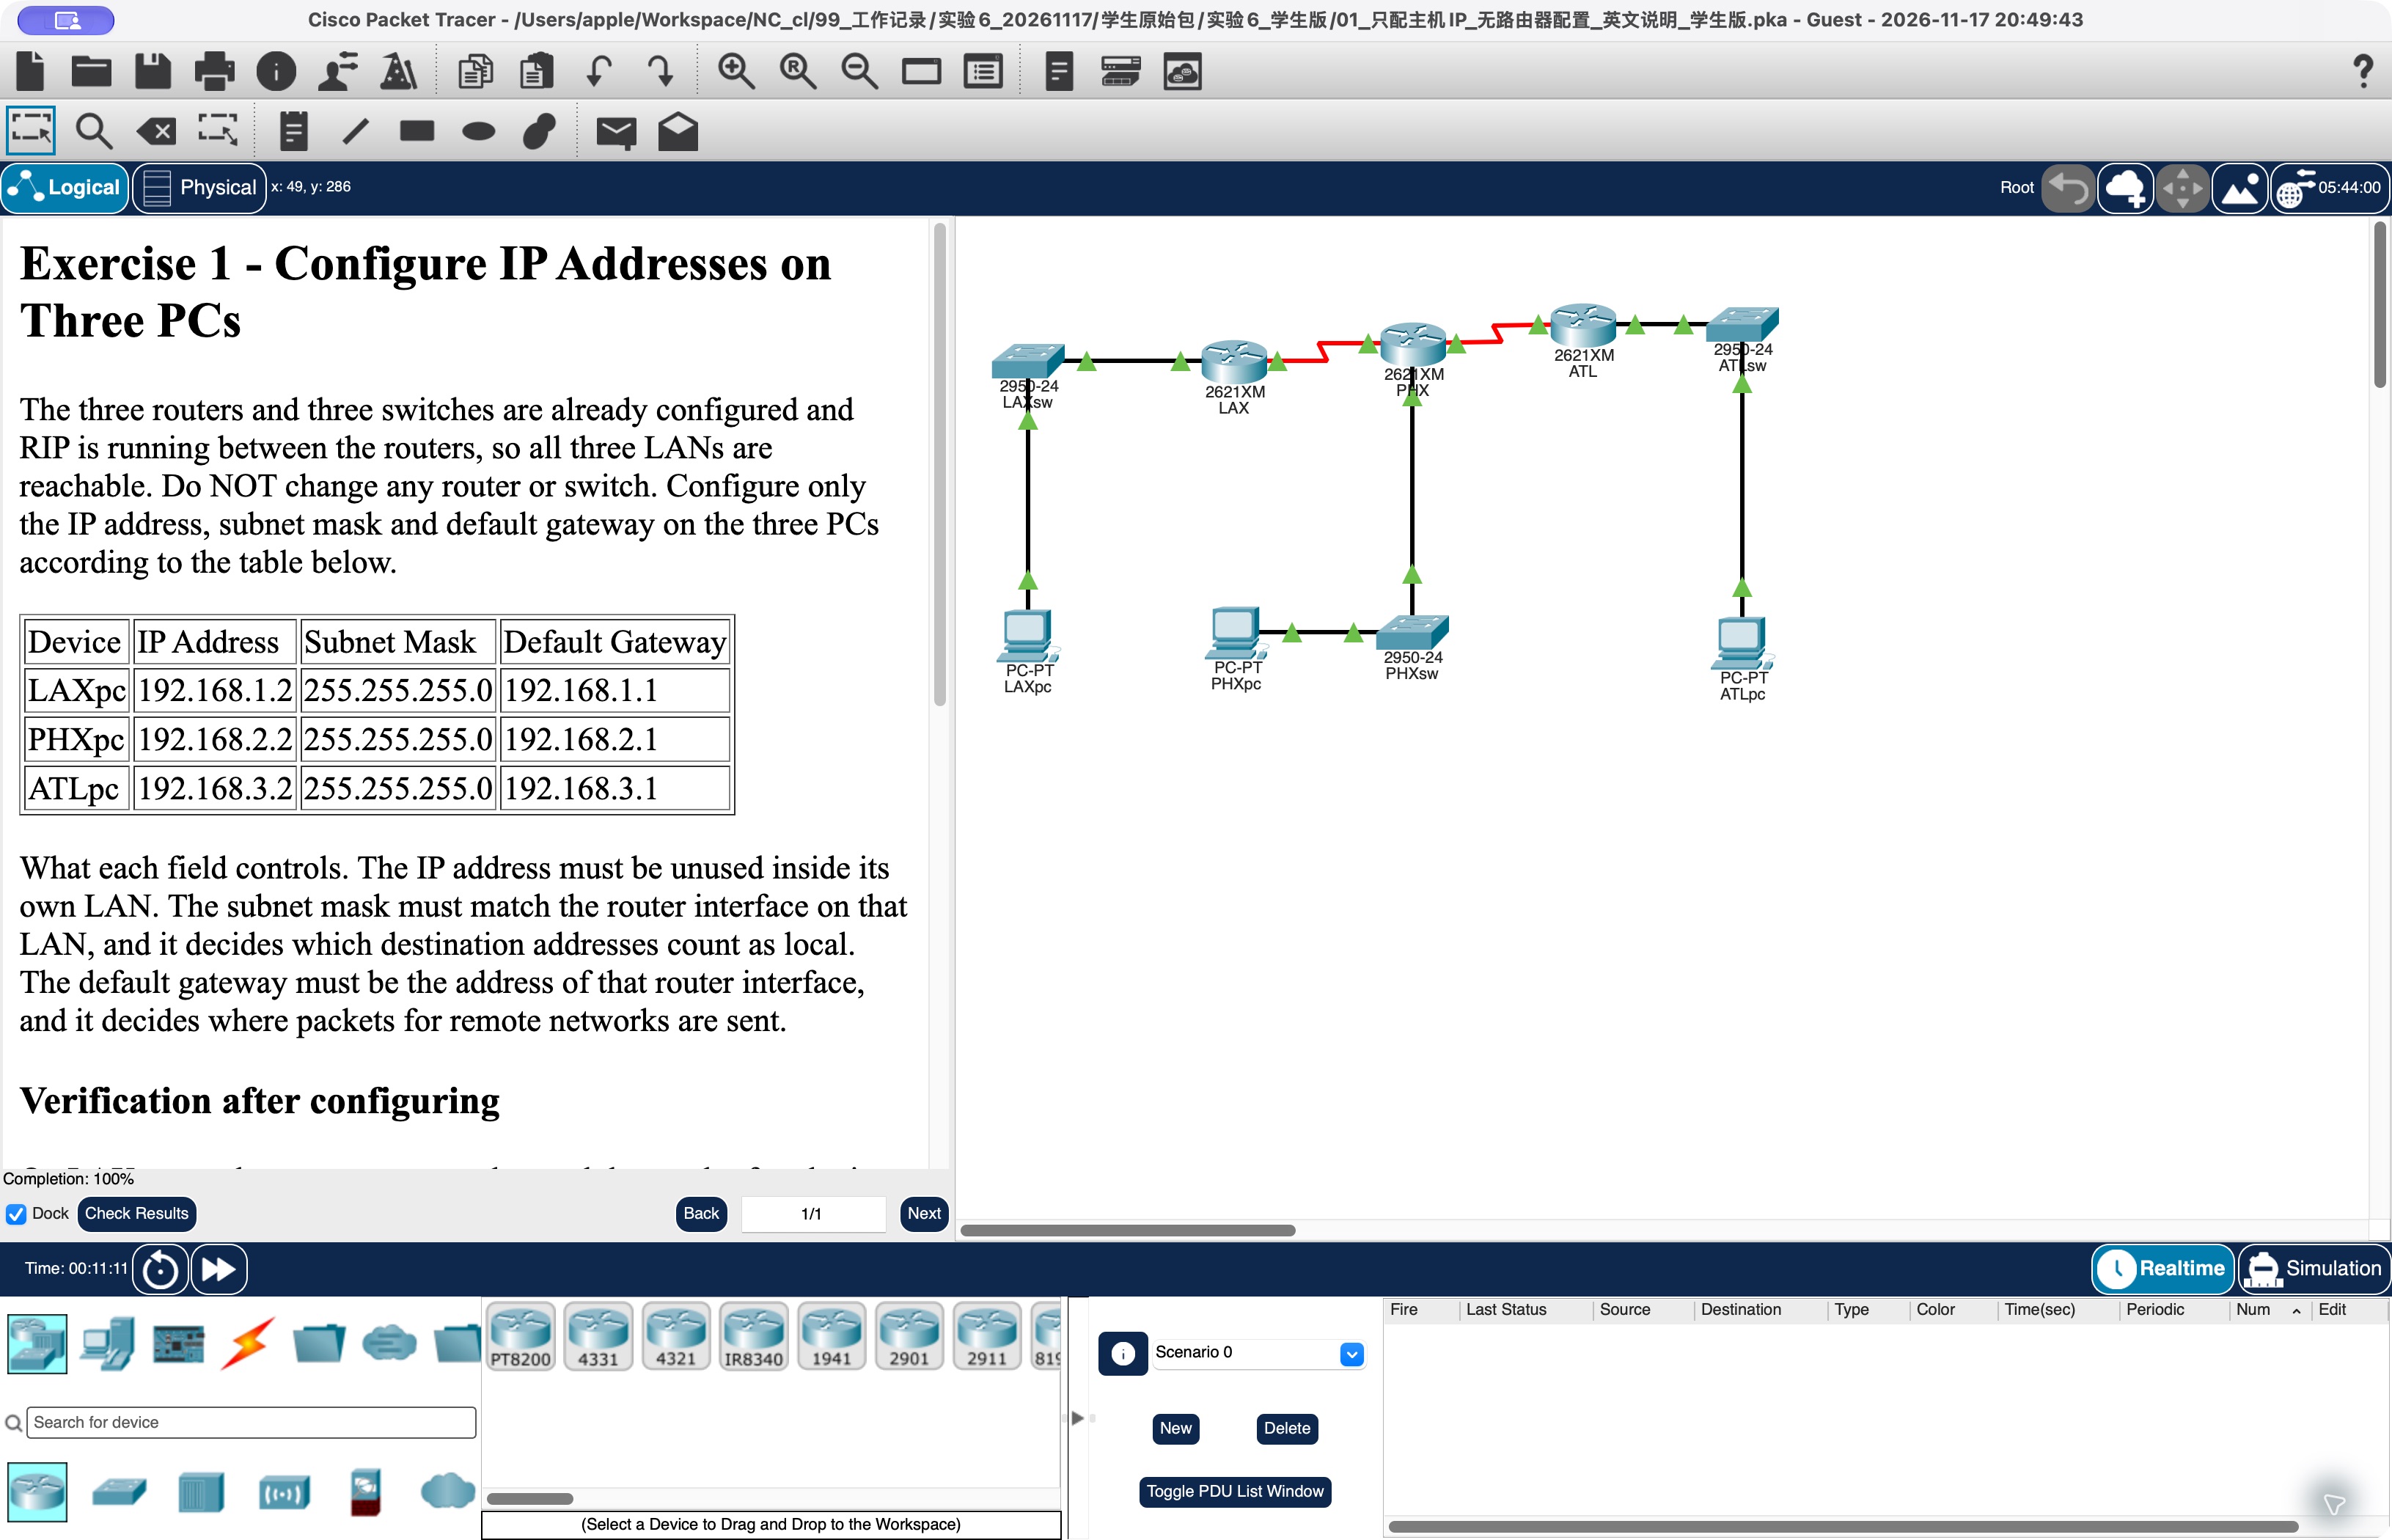 Cisco Packet Tracer - /Users/apple/Workspace/NC_cl/99_工作记录/实验6_20261117/学生原始包/实验6_学生版/01_只配主机IP_无路由器配置_英文说明_学生版.pka - Guest - 2026-11-17 20:49:43
Logical
Physical
x: 49, y: 286
Root
05:44:00
Exercise 1 - Configure IP Addresses on
Three PCs
The three routers and three switches are already configured and
RIP is running between the routers, so all three LANs are
reachable. Do NOT change any router or switch. Configure only
the IP address, subnet mask and default gateway on the three PCs
according to the table below.
Device IP Address Subnet Mask Default Gateway
LAXpc 192.168.1.2 255.255.255.0 192.168.1.1
PHXpc 192.168.2.2 255.255.255.0 192.168.2.1
ATLpc 192.168.3.2 255.255.255.0 192.168.3.1
What each field controls. The IP address must be unused inside its
own LAN. The subnet mask must match the router interface on that
LAN, and it decides which destination addresses count as local.
The default gateway must be the address of that router interface,
and it decides where packets for remote networks are sent.
Verification after configuring
Completion: 100%
Dock
Check Results
Back
1/1
Next
2950-24
LAXsw
2621XM
LAX
2621XM
PHX
2621XM
ATL
2950-24
ATLsw
PC-PT
LAXpc
PC-PT
PHXpc
2950-24
PHXsw
PC-PT
ATLpc
Time: 00:11:11
Realtime
Simulation
PT8200
4331
4321
IR8340
1941
2901
2911
819
Search for device
(Select a Device to Drag and Drop to the Workspace)
Scenario 0
New
Delete
Toggle PDU List Window
Fire Last Status Source Destination Type Color Time(sec) Periodic Num Edit